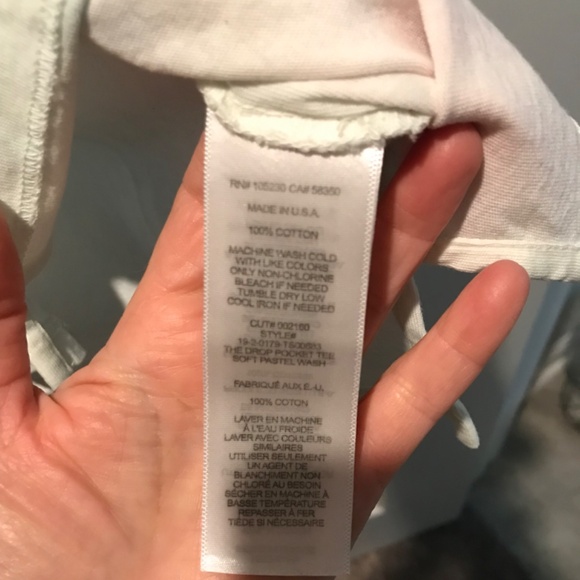 RN# 105230 CA# 58350
MADE IN U.S.A.
100% COTTON
MACHINE WASH COLD
WITH LIKE COLORS
ONLY NON-CHLORINE
BLEACH IF NEEDED
TUMBLE DRY LOW
COOL IRON IF NEEDED
CUT# 002180
STYLE#
THE DROP POCKET TEE
SOFT PASTEL WASH
FABRIQUÉ AUX E.-U.
100% COTON
LAVER EN MACHINE
À L'EAU FROIDE
LAVER AVEC COULEURS
SIMILAIRES
UTILISER SEULEMENT
UN AGENT DE
BLANCHIMENT NON
CHLORÉ AU BESOIN
SÉCHER EN MACHINE À
BASSE TEMPÉRATURE
REPASSER À FER
TIÈDE SI NÉCESSAIRE